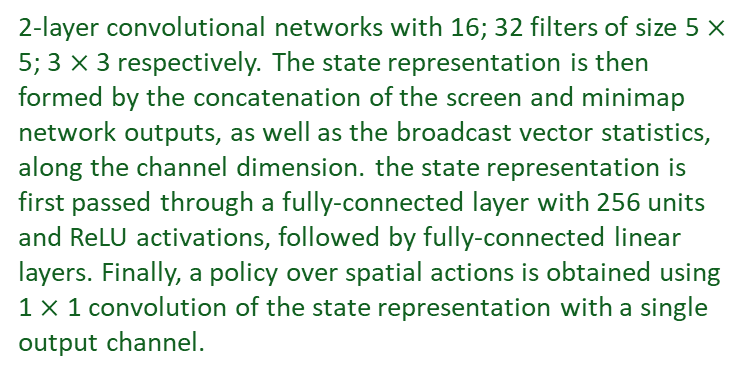 2-layer convolutional networks with 16; 32 filters of size 5 ×
5; 3 × 3 respectively. The state representation is then
formed by the concatenation of the screen and minimap
network outputs, as well as the broadcast vector statistics,
along the channel dimension. the state representation is
first passed through a fully-connected layer with 256 units
and ReLU activations, followed by fully-connected linear
layers. Finally, a policy over spatial actions is obtained using
1 × 1 convolution of the state representation with a single
output channel.